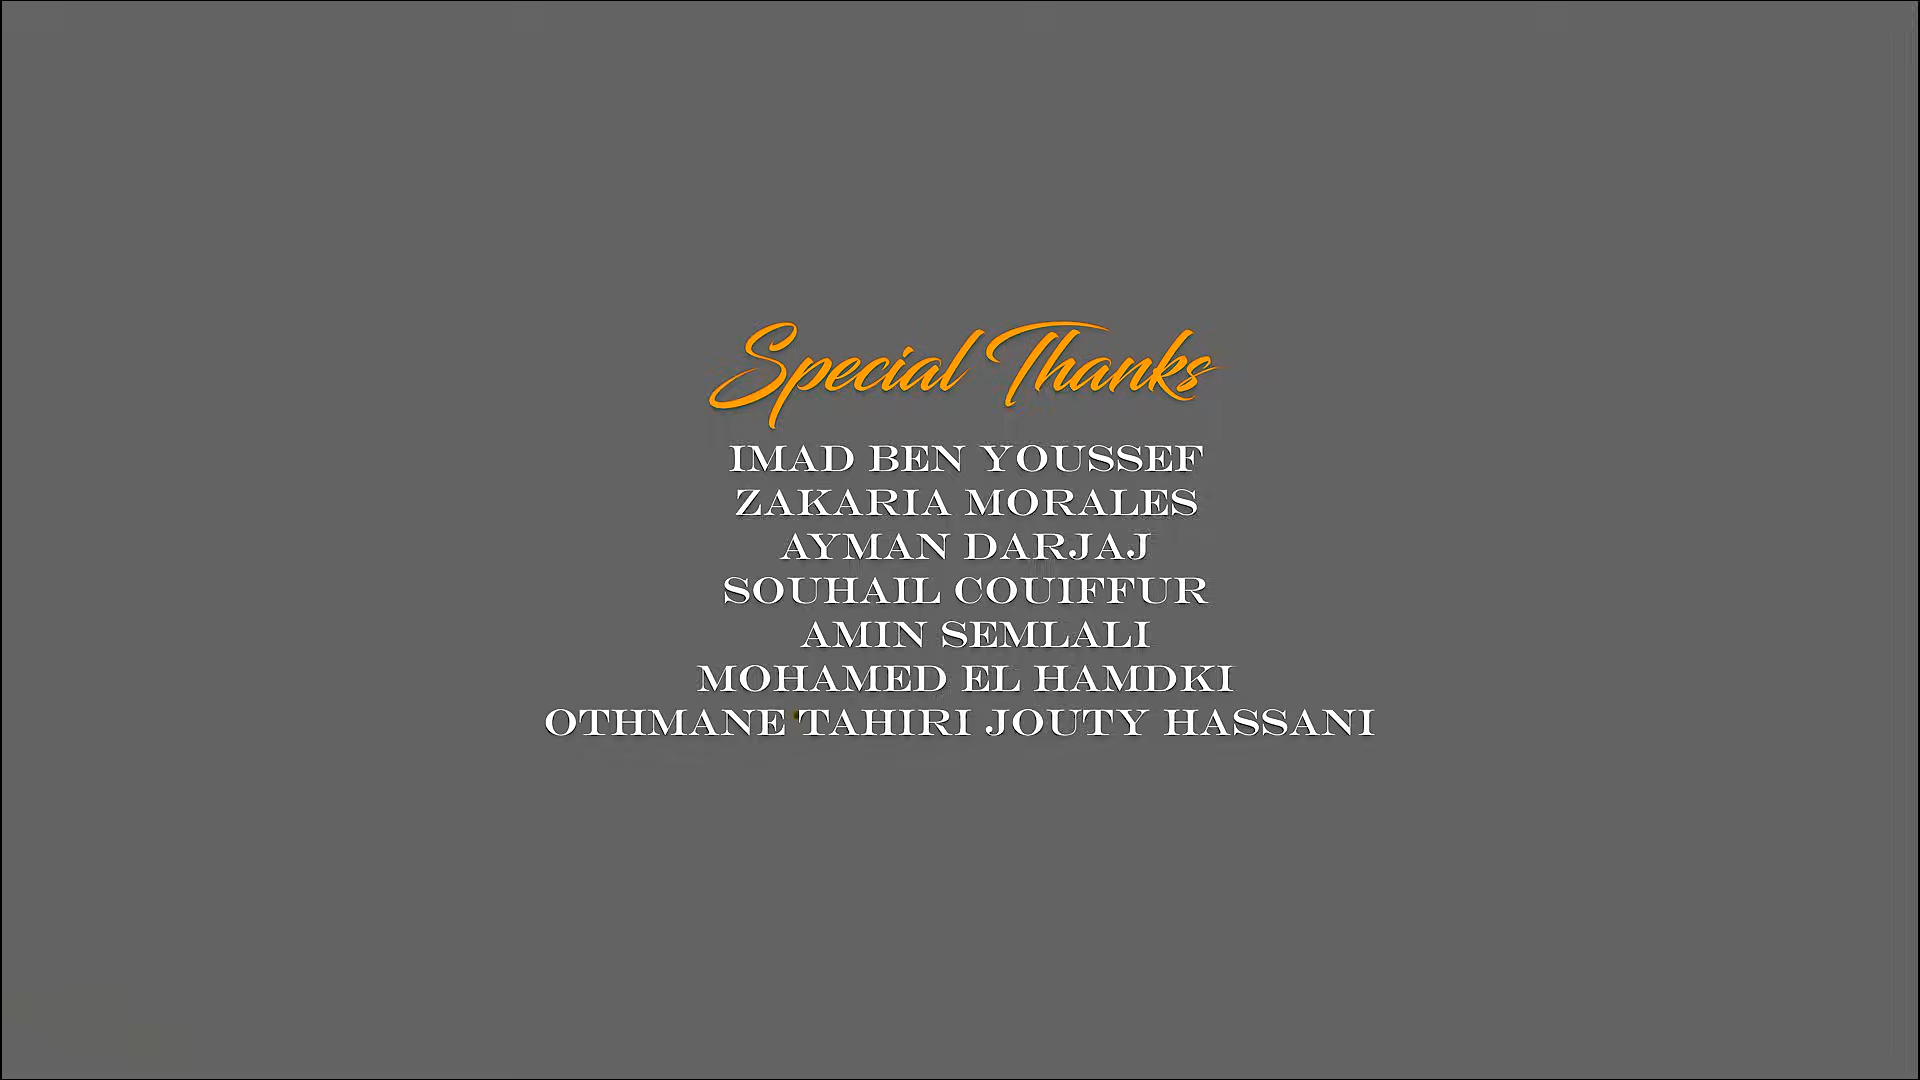 Special Thanks
IMAD BEN YOUSSEF
ZAKARIA MORALES
AYMAN DARJAJ
SOUHAIL COUIFFUR
AMIN SEMLALI
MOHAMED EL HAMDKI
OTHMANE TAHIRI JOUTY HASSANI